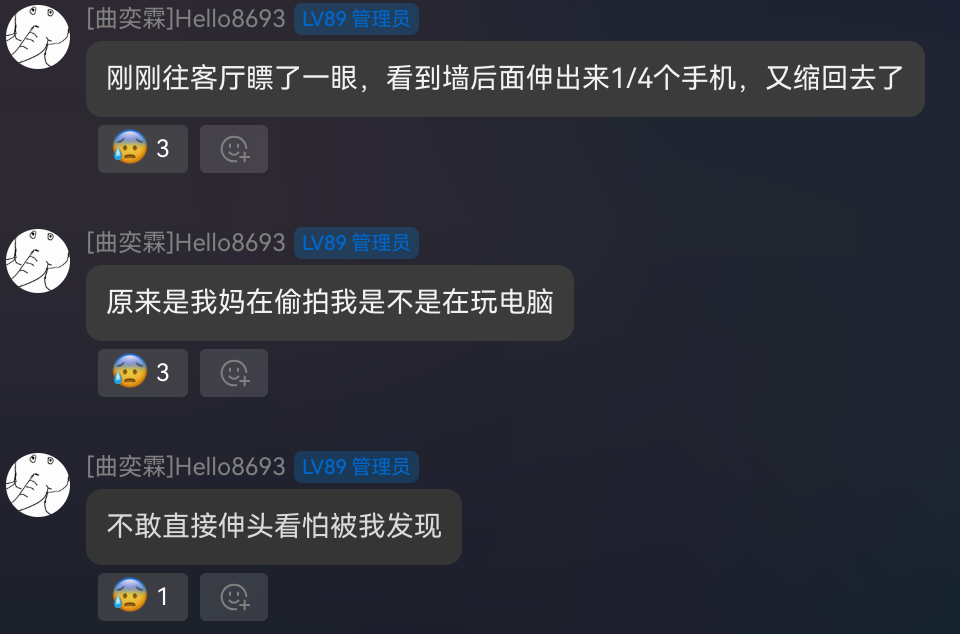 [曲奕霖]Hello8693 LV89 管理员
刚刚往客厅瞟了一眼，看到墙后面伸出来1/4个手机，又缩回去了
3
[曲奕霖]Hello8693 LV89 管理员
原来是我妈在偷拍我是不是在玩电脑
3
[曲奕霖]Hello8693 LV89 管理员
不敢直接伸头看怕被我发现
1